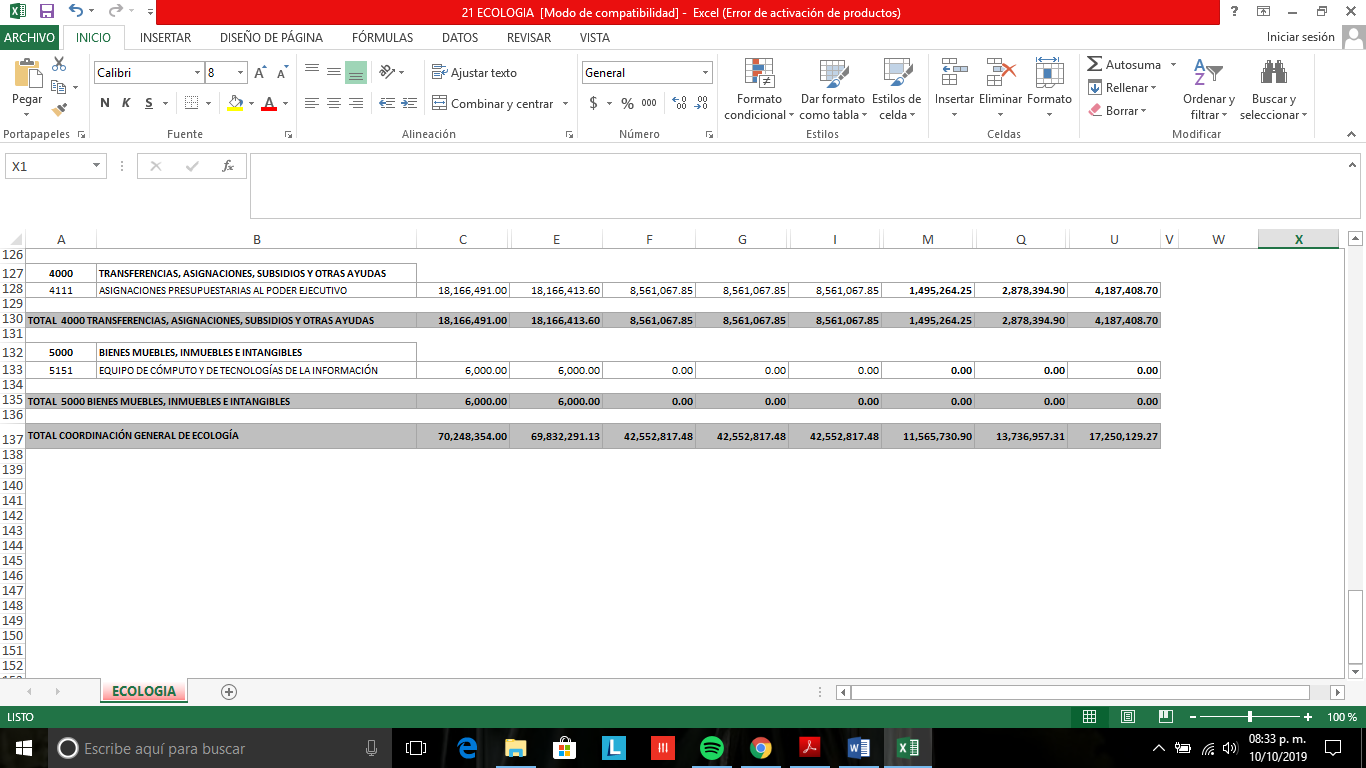 21 ECOLOGIA [Modo de compatibilidad] - Excel (Error de activación de productos)
ARCHIVO INICIO INSERTAR DISEÑO DE PÁGINA FÓRMULAS DATOS REVISAR VISTA Iniciar sesión
Pegar
Portapapeles
Calibri 8
N K S
Fuente
Ajustar texto
Combinar y centrar
Alineación
General
$ % 000
Número
Formato condicional
Dar formato como tabla
Estilos de celda
Estilos
Insertar Eliminar Formato
Celdas
Autosuma
Rellenar
Borrar
Ordenar y filtrar
Buscar y seleccionar
Modificar
X1 fx
A B C E F G I M Q U V W X
126
127 4000 TRANSFERENCIAS, ASIGNACIONES, SUBSIDIOS Y OTRAS AYUDAS
128 4111 ASIGNACIONES PRESUPUESTARIAS AL PODER EJECUTIVO 18,166,491.00 18,166,413.60 8,561,067.85 8,561,067.85 8,561,067.85 1,495,264.25 2,878,394.90 4,187,408.70
129
130 TOTAL 4000 TRANSFERENCIAS, ASIGNACIONES, SUBSIDIOS Y OTRAS AYUDAS 18,166,491.00 18,166,413.60 8,561,067.85 8,561,067.85 8,561,067.85 1,495,264.25 2,878,394.90 4,187,408.70
131
132 5000 BIENES MUEBLES, INMUEBLES E INTANGIBLES
133 5151 EQUIPO DE CÓMPUTO Y DE TECNOLOGÍAS DE LA INFORMACIÓN 6,000.00 6,000.00 0.00 0.00 0.00 0.00 0.00 0.00
134
135 TOTAL 5000 BIENES MUEBLES, INMUEBLES E INTANGIBLES 6,000.00 6,000.00 0.00 0.00 0.00 0.00 0.00 0.00
136
137 TOTAL COORDINACIÓN GENERAL DE ECOLOGÍA 70,248,354.00 69,832,291.13 42,552,817.48 42,552,817.48 42,552,817.48 11,565,730.90 13,736,957.31 17,250,129.27
138
139
140
141
142
143
144
145
146
147
148
149
150
151
152
ECOLOGIA
LISTO 100 %
Escribe aquí para buscar
08:33 p. m.
10/10/2019